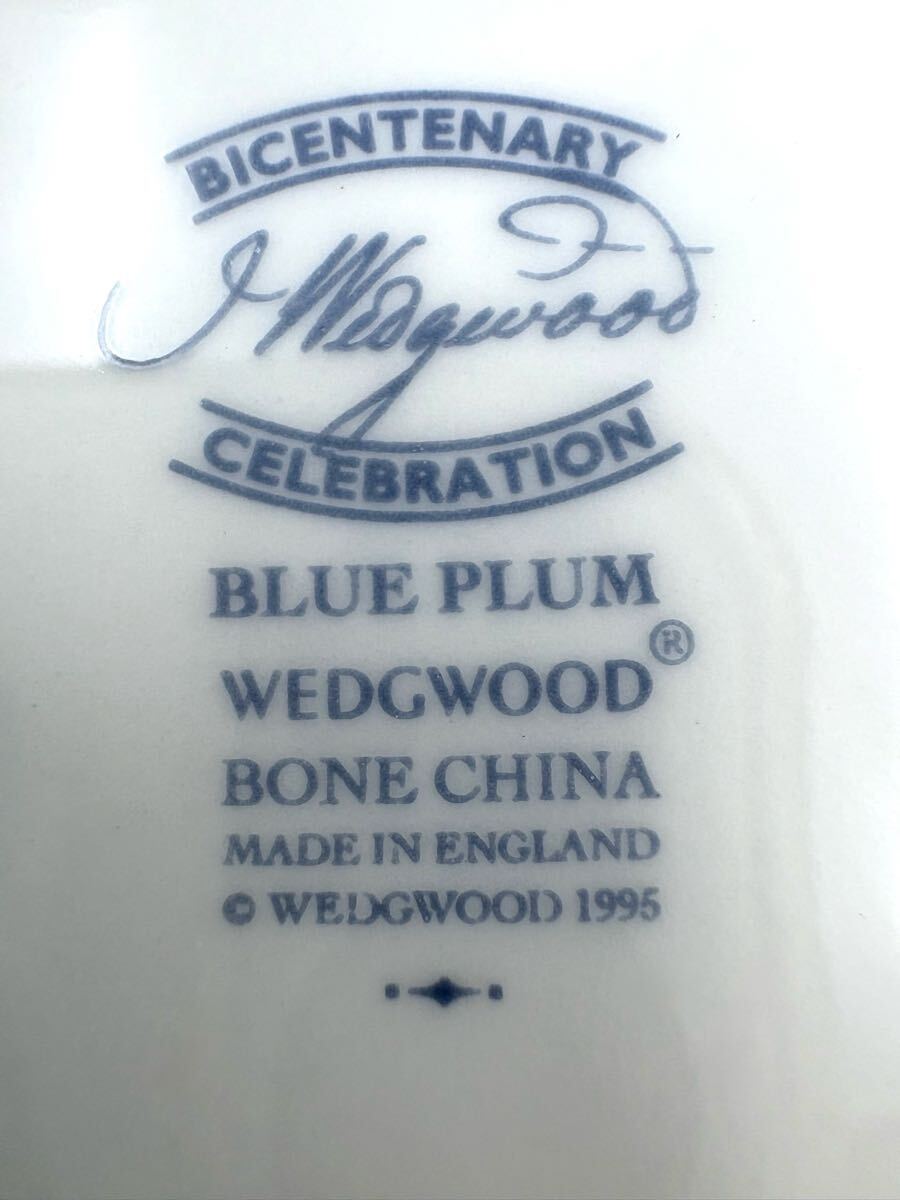 BICENTENARY
J Wedgwood
CELEBRATION
BLUE PLUM
WEDGWOOD®
BONE CHINA
MADE IN ENGLAND
© WEDGWOOD 1995